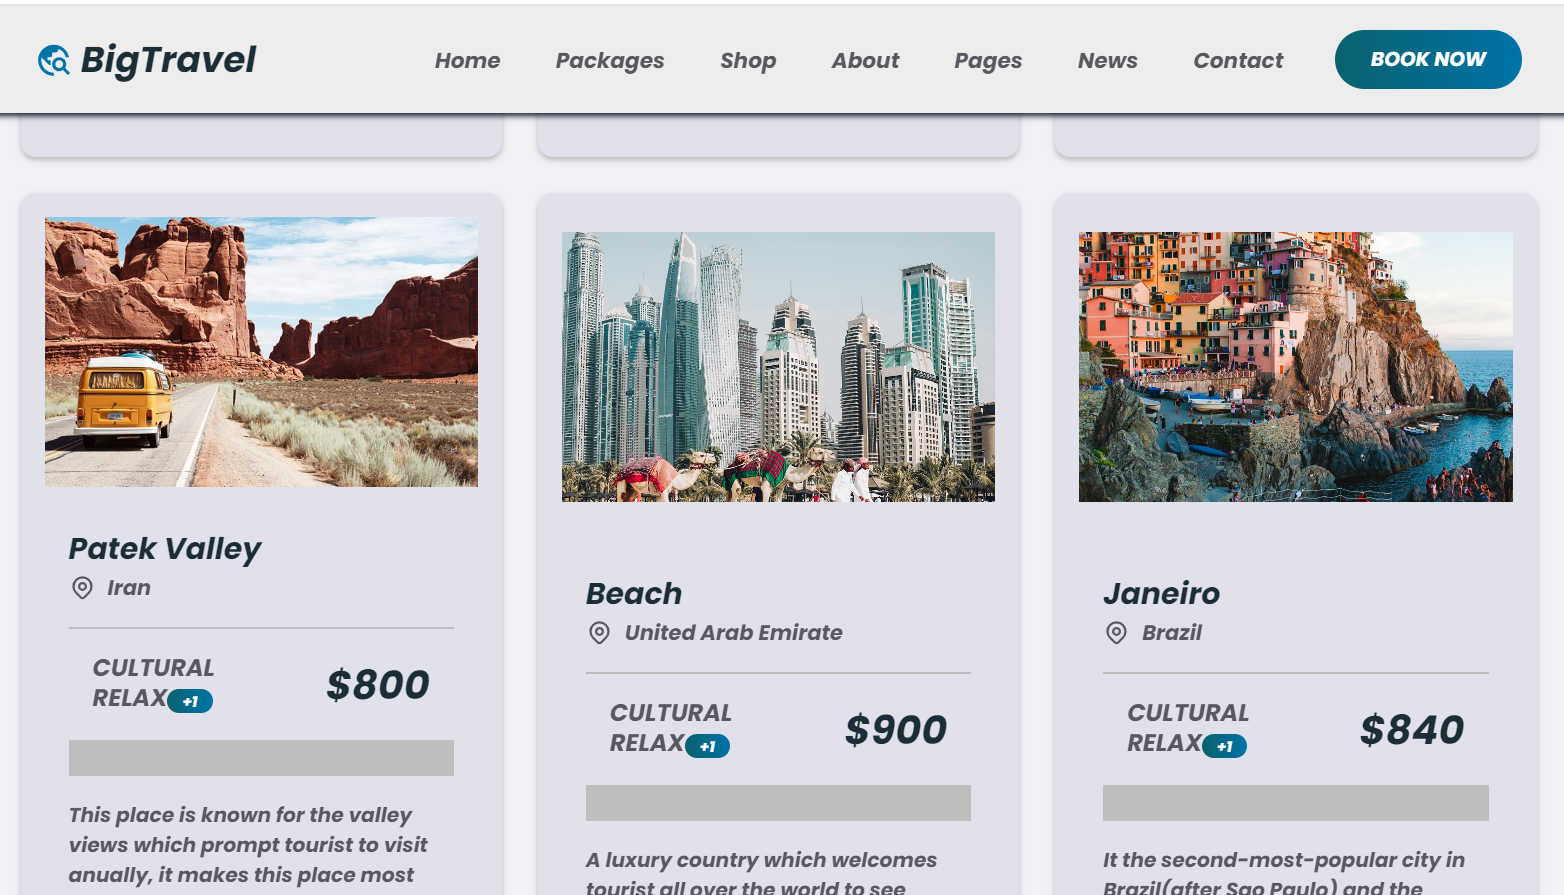 BigTravel
Home Packages Shop About Pages News Contact BOOK NOW
Patek Valley
Iran
CULTURAL
RELAX +1
$800
This place is known for the valley
views which prompt tourist to visit
anually, it makes this place most
Beach
United Arab Emirate
CULTURAL
RELAX +1
$900
A luxury country which welcomes
tourist all over the world to see
Janeiro
Brazil
CULTURAL
RELAX +1
$840
It the second-most-popular city in
Brazil(after Sao Paulo) and the